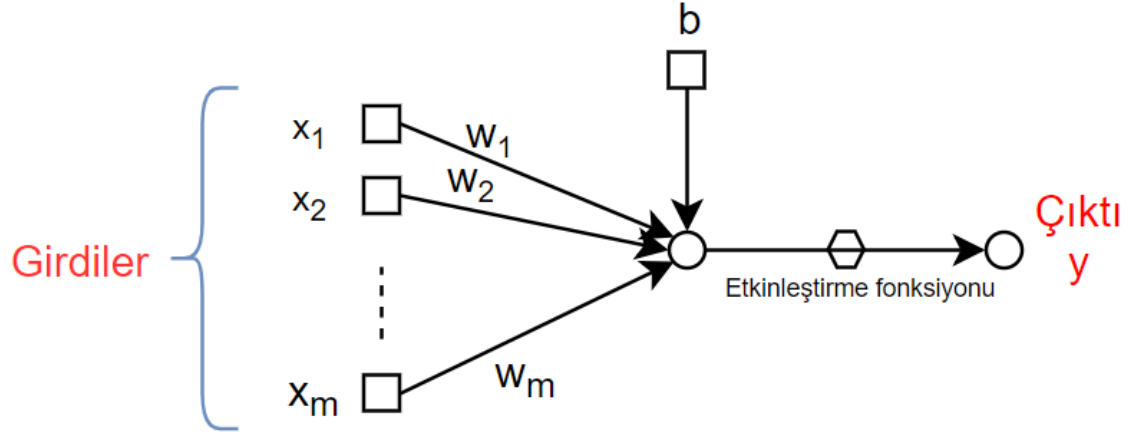 b
x₁
w₁
x₂
w₂
Girdiler
Çıktı
y
Etkinleştirme fonksiyonu
xₘ
wₘ